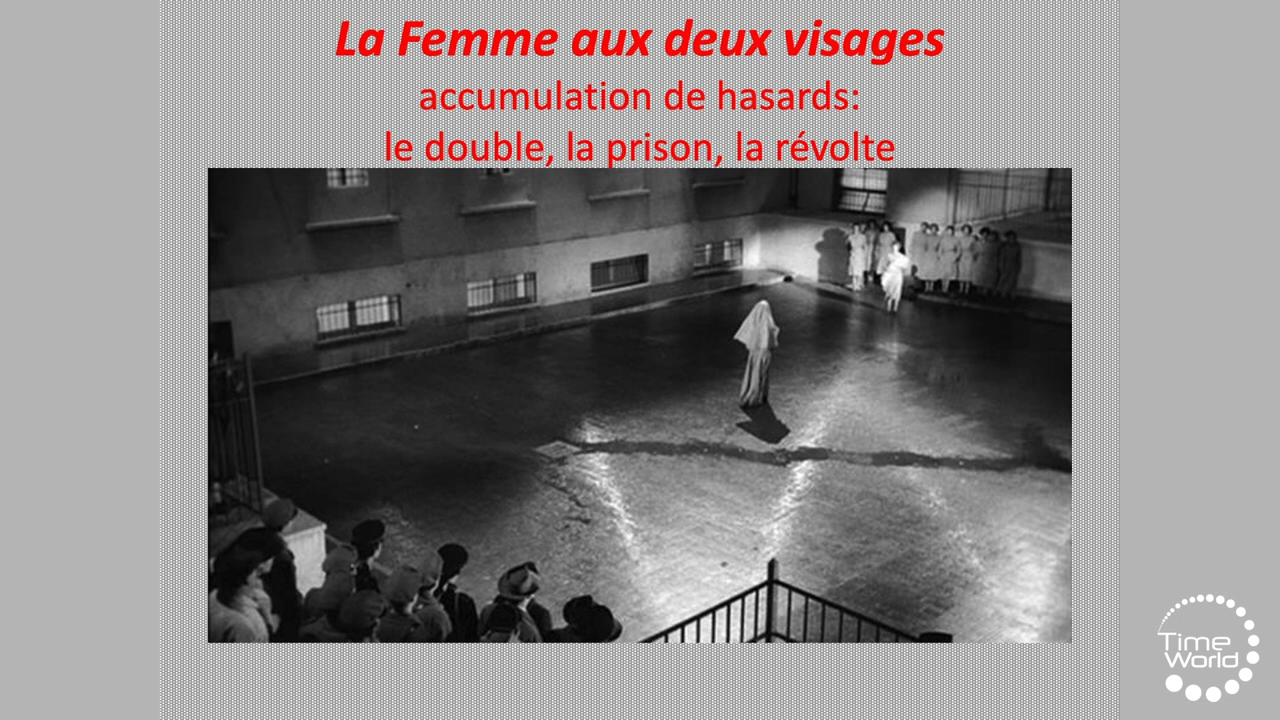 La Femme aux deux visages
accumulation de hasards:
le double, la prison, la révolte
Time
World